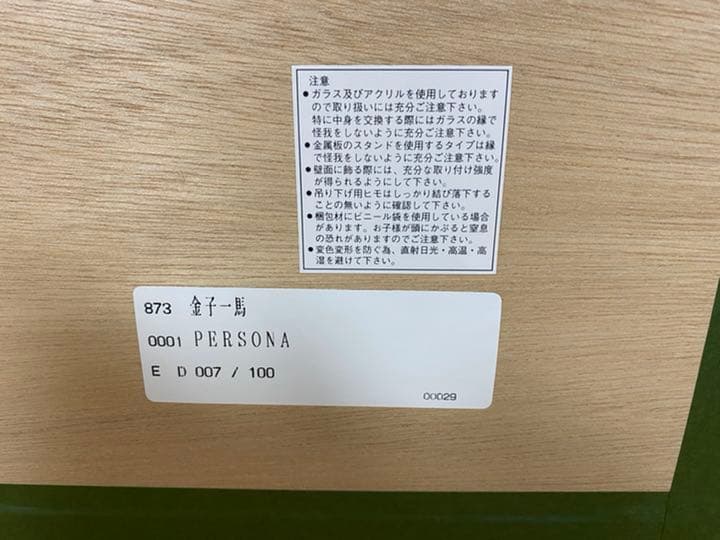 注意
●ガラス及びアクリルを使用しております
ので取り扱いには充分ご注意下さい。
特に中身を交換する際にはガラスの縁で
怪我をしないように充分ご注意下さい。
●金属板のスタンドを使用するタイプは縁
で怪我をしないように充分ご注意下さい。
●壁面に飾る際には、充分な取り付け強度
が得られるようにして下さい。
●吊り下げ用ヒモはしっかり結び落下する
ことの無いように確認して下さい。
●梱包材にビニール袋を使用している場合
があります。お子様が頭にかぶると窒息
の恐れがありますのでご注意下さい。
●変色変形を防ぐ為、直射日光・高温・高
湿を避けて下さい。
873 金子一馬
0001 PERSONA
E D 007 / 100
00029